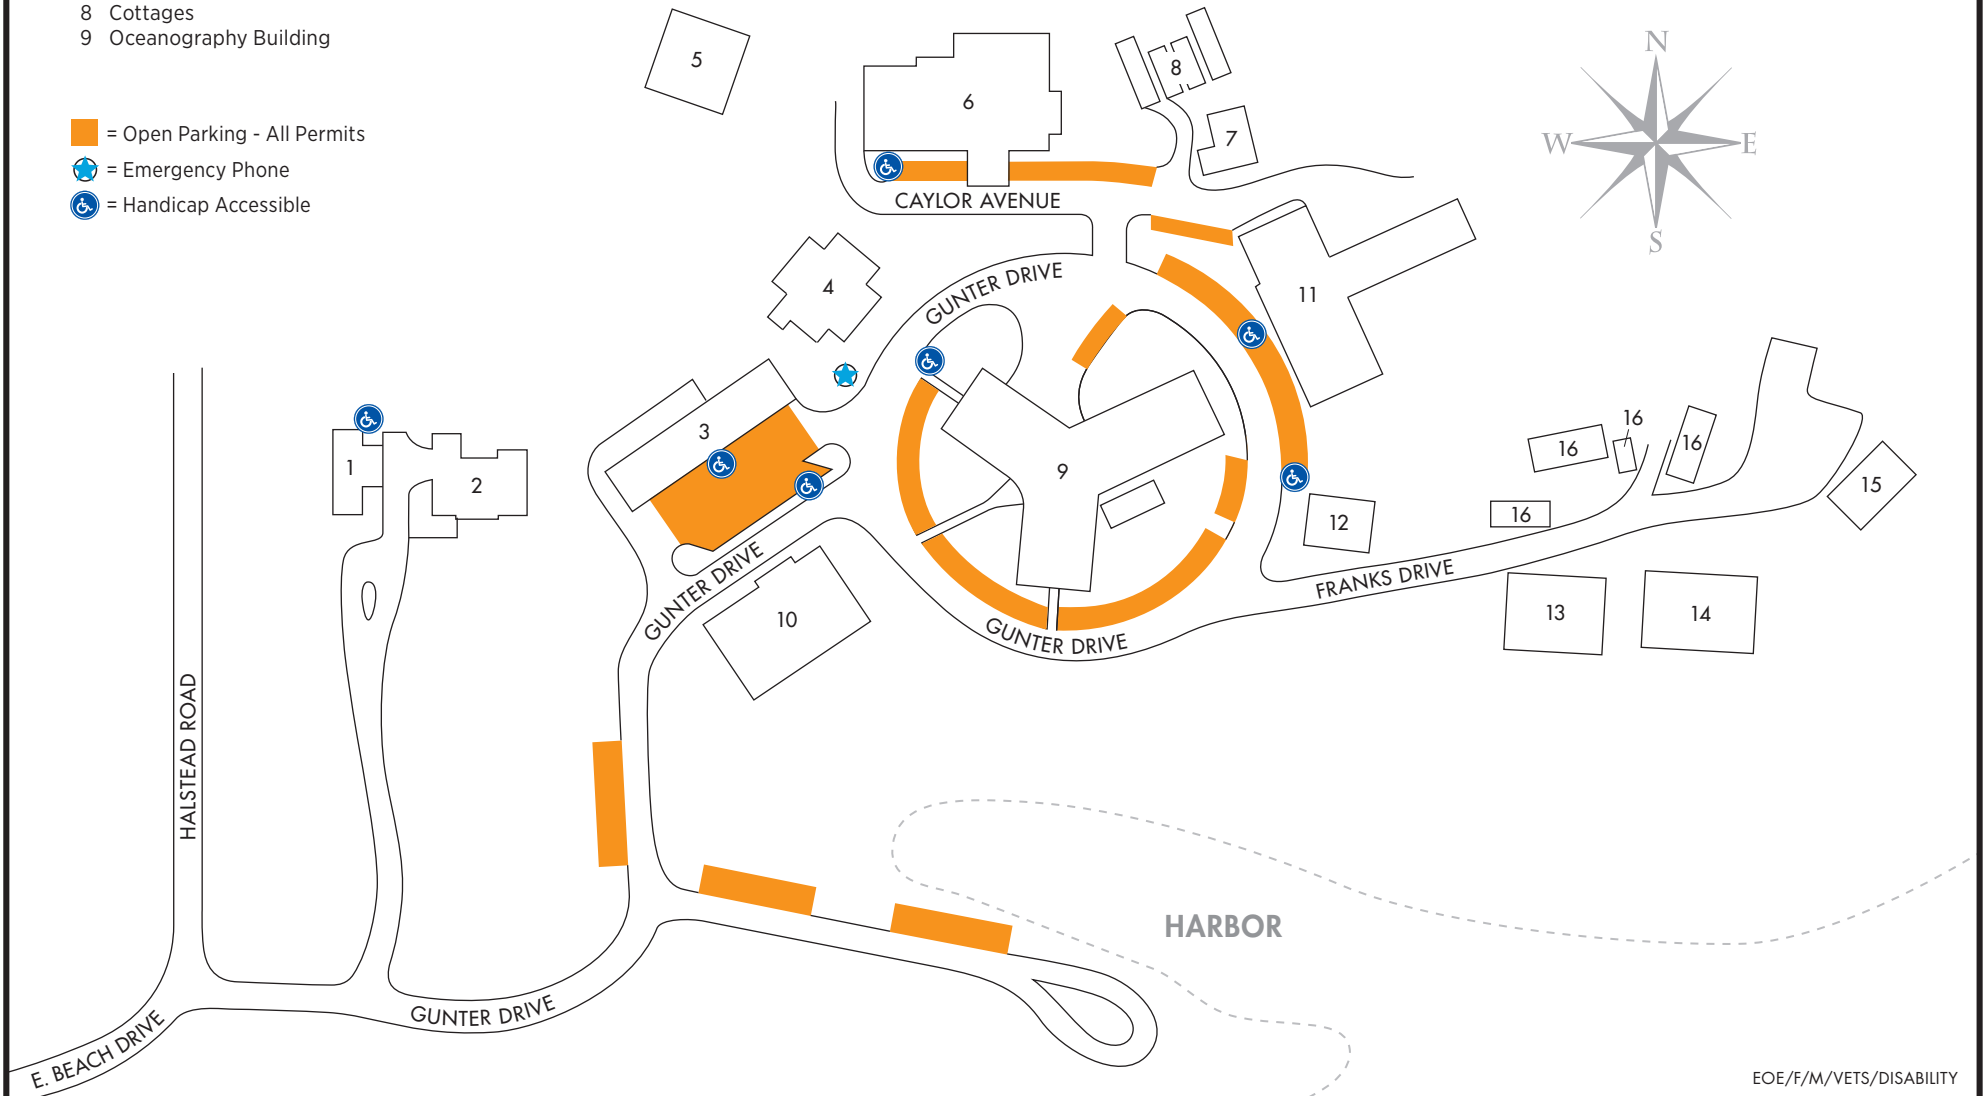 8 Cottages
9 Oceanography Building
= Open Parking - All Permits
= Emergency Phone
= Handicap Accessible
N
W
E
S
5
6
8
7
CAYLOR AVENUE
4
GUNTER DRIVE
11
3
1
2
9
16
16
16
15
16
12
GUNTER DRIVE
FRANKS DRIVE
10
GUNTER DRIVE
13
14
HALSTEAD ROAD
HARBOR
GUNTER DRIVE
E. BEACH DRIVE
EOE/F/M/VETS/DISABILITY